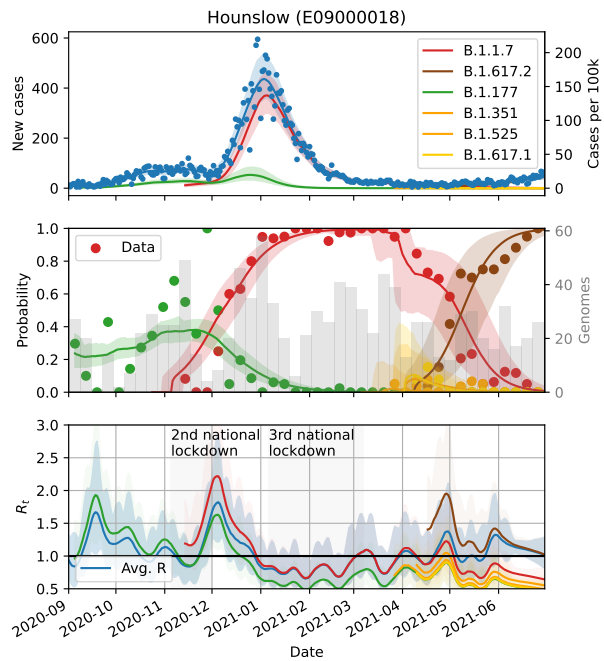 Hounslow (E09000018)
600
400
200
0
New cases
200
150
100
50
0
Cases per 100k
B.1.1.7
B.1.617.2
B.1.177
B.1.351
B.1.525
B.1.617.1
1.0
0.8
0.6
0.4
0.2
0.0
Probability
Data
60
40
20
0
Genomes
3.0
2.5
2.0
1.5
1.0
0.5
Rt
2nd national
lockdown
3rd national
lockdown
Avg. R
2020-09
2020-10
2020-11
2020-12
2021-01
2021-02
2021-03
2021-04
2021-05
2021-06
Date